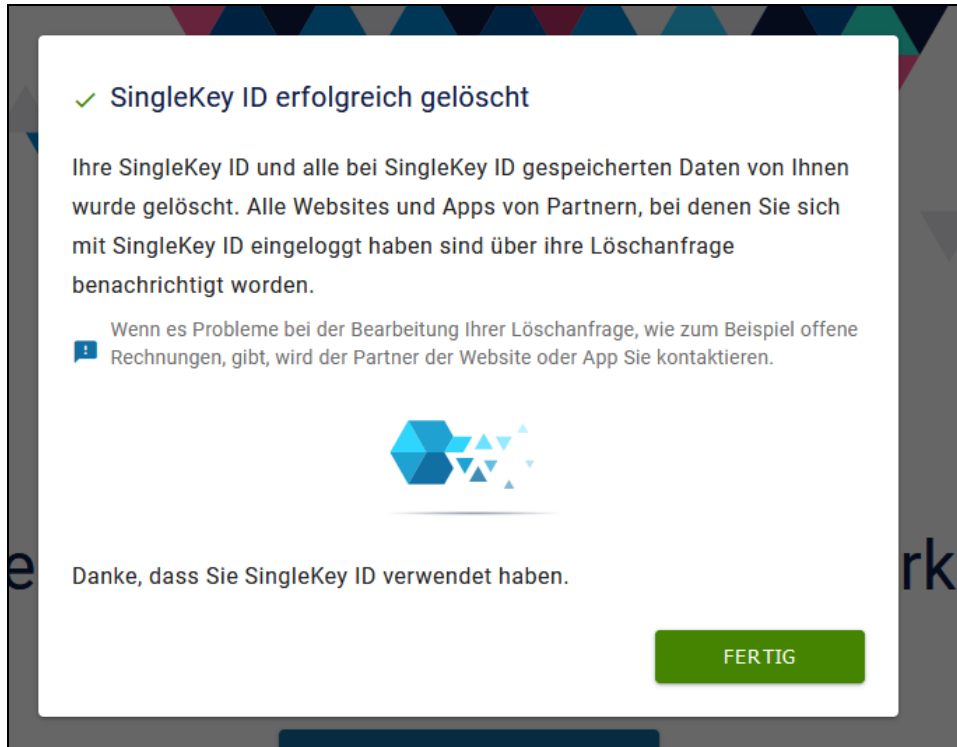 SingleKey ID erfolgreich gelöscht
Ihre SingleKey ID und alle bei SingleKey ID gespeicherten Daten von Ihnen
wurde gelöscht. Alle Websites und Apps von Partnern, bei denen Sie sich
mit SingleKey ID eingeloggt haben sind über ihre Löschanfrage
benachrichtigt worden.
Wenn es Probleme bei der Bearbeitung Ihrer Löschanfrage, wie zum Beispiel offene
Rechnungen, gibt, wird der Partner der Website oder App Sie kontaktieren.
Danke, dass Sie SingleKey ID verwendet haben.
FERTIG